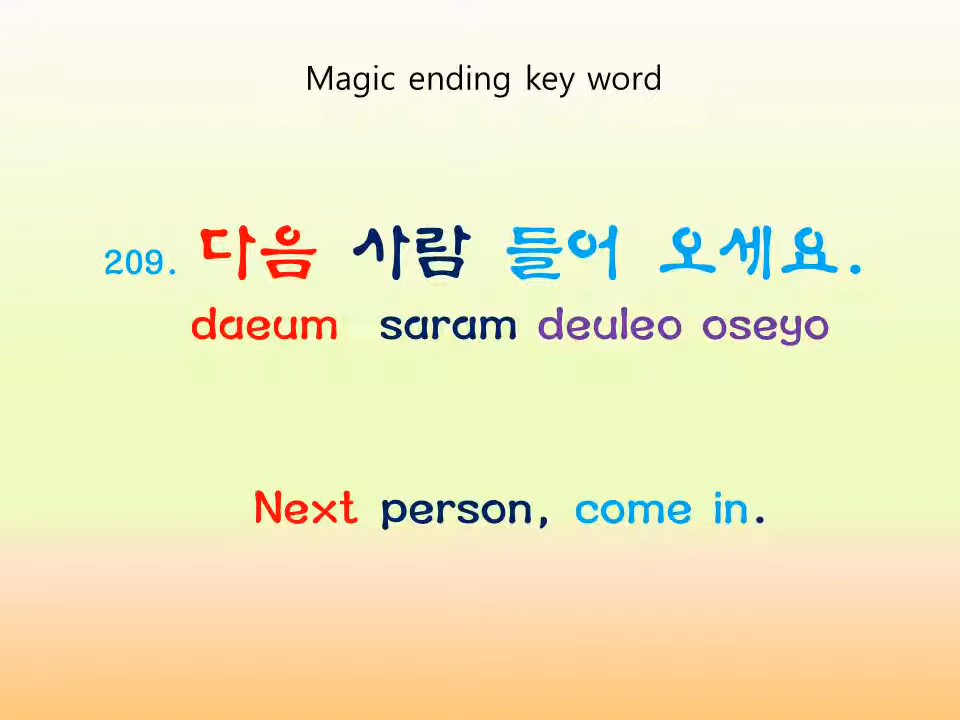 Magic ending key word
209. 다음 사람 들어 오세요.
daeum saram deuleo oseyo
Next person, come in.